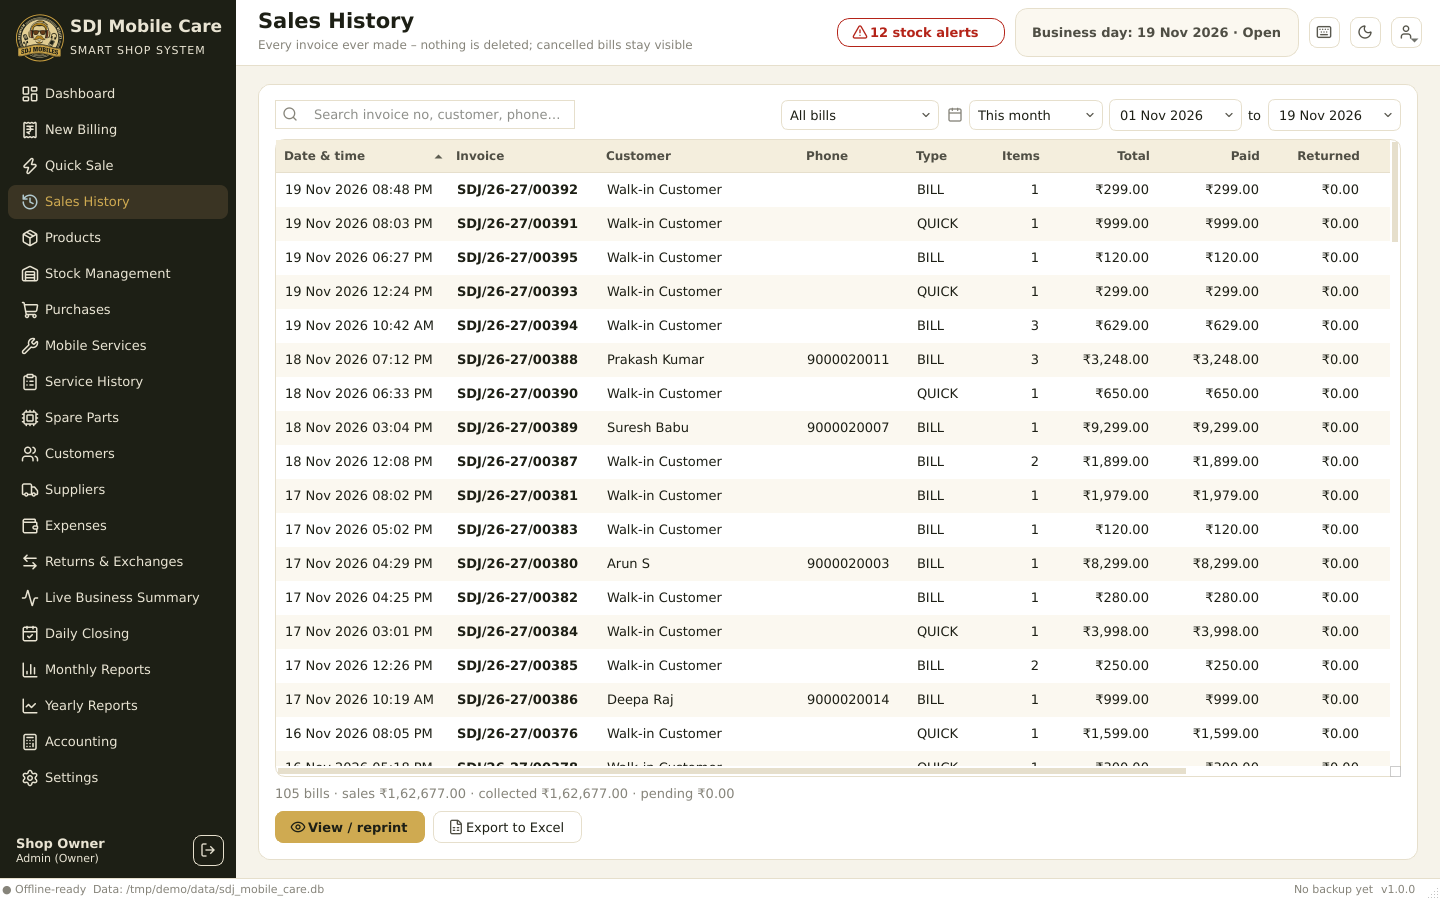 SDJ MOBILES
SDJ Mobile Care
SMART SHOP SYSTEM
Dashboard
New Billing
Quick Sale
Sales History
Products
Stock Management
Purchases
Mobile Services
Service History
Spare Parts
Customers
Suppliers
Expenses
Returns & Exchanges
Live Business Summary
Daily Closing
Monthly Reports
Yearly Reports
Accounting
Settings
Shop Owner
Admin (Owner)
Sales History
Every invoice ever made – nothing is deleted; cancelled bills stay visible
12 stock alerts
Business day: 19 Nov 2026 · Open
Search invoice no, customer, phone...
All bills
This month
01 Nov 2026 to 19 Nov 2026
Date & time Invoice Customer Phone Type Items Total Paid Returned
19 Nov 2026 08:48 PM SDJ/26-27/00392 Walk-in Customer BILL 1 ₹299.00 ₹299.00 ₹0.00
19 Nov 2026 08:03 PM SDJ/26-27/00391 Walk-in Customer QUICK 1 ₹999.00 ₹999.00 ₹0.00
19 Nov 2026 06:27 PM SDJ/26-27/00395 Walk-in Customer BILL 1 ₹120.00 ₹120.00 ₹0.00
19 Nov 2026 12:24 PM SDJ/26-27/00393 Walk-in Customer QUICK 1 ₹299.00 ₹299.00 ₹0.00
19 Nov 2026 10:42 AM SDJ/26-27/00394 Walk-in Customer BILL 3 ₹629.00 ₹629.00 ₹0.00
18 Nov 2026 07:12 PM SDJ/26-27/00388 Prakash Kumar 9000020011 BILL 3 ₹3,248.00 ₹3,248.00 ₹0.00
18 Nov 2026 06:33 PM SDJ/26-27/00390 Walk-in Customer QUICK 1 ₹650.00 ₹650.00 ₹0.00
18 Nov 2026 03:04 PM SDJ/26-27/00389 Suresh Babu 9000020007 BILL 1 ₹9,299.00 ₹9,299.00 ₹0.00
18 Nov 2026 12:08 PM SDJ/26-27/00387 Walk-in Customer BILL 2 ₹1,899.00 ₹1,899.00 ₹0.00
17 Nov 2026 08:02 PM SDJ/26-27/00381 Walk-in Customer BILL 1 ₹1,979.00 ₹1,979.00 ₹0.00
17 Nov 2026 05:02 PM SDJ/26-27/00383 Walk-in Customer BILL 1 ₹120.00 ₹120.00 ₹0.00
17 Nov 2026 04:29 PM SDJ/26-27/00380 Arun S 9000020003 BILL 1 ₹8,299.00 ₹8,299.00 ₹0.00
17 Nov 2026 04:25 PM SDJ/26-27/00382 Walk-in Customer BILL 1 ₹280.00 ₹280.00 ₹0.00
17 Nov 2026 03:01 PM SDJ/26-27/00384 Walk-in Customer QUICK 1 ₹3,998.00 ₹3,998.00 ₹0.00
17 Nov 2026 12:26 PM SDJ/26-27/00385 Walk-in Customer BILL 2 ₹250.00 ₹250.00 ₹0.00
17 Nov 2026 10:19 AM SDJ/26-27/00386 Deepa Raj 9000020014 BILL 1 ₹999.00 ₹999.00 ₹0.00
16 Nov 2026 08:05 PM SDJ/26-27/00376 Walk-in Customer QUICK 1 ₹1,599.00 ₹1,599.00 ₹0.00
105 bills · sales ₹1,62,677.00 · collected ₹1,62,677.00 · pending ₹0.00
View / reprint
Export to Excel
Offline-ready Data: /tmp/demo/data/sdj_mobile_care.db
No backup yet v1.0.0